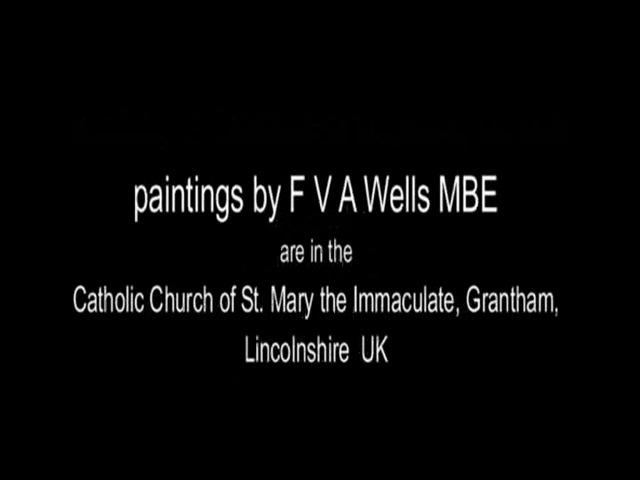 paintings by F V A Wells MBE
are in the
Catholic Church of St. Mary the Immaculate, Grantham,
Lincolnshire UK